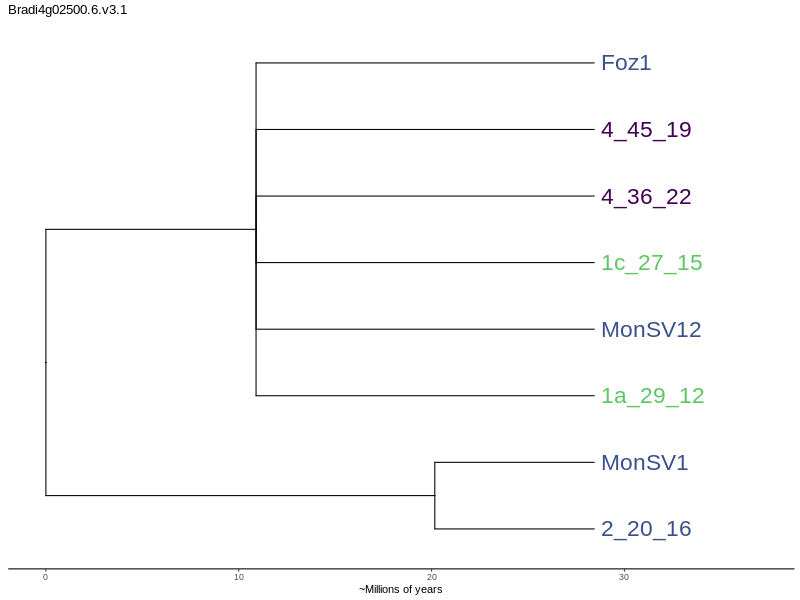 Bradi4g02500.6.v3.1
Foz1
4_45_19
4_36_22
1c_27_15
MonSV12
1a_29_12
MonSV1
2_20_16
0 10 20 30
~Millions of years